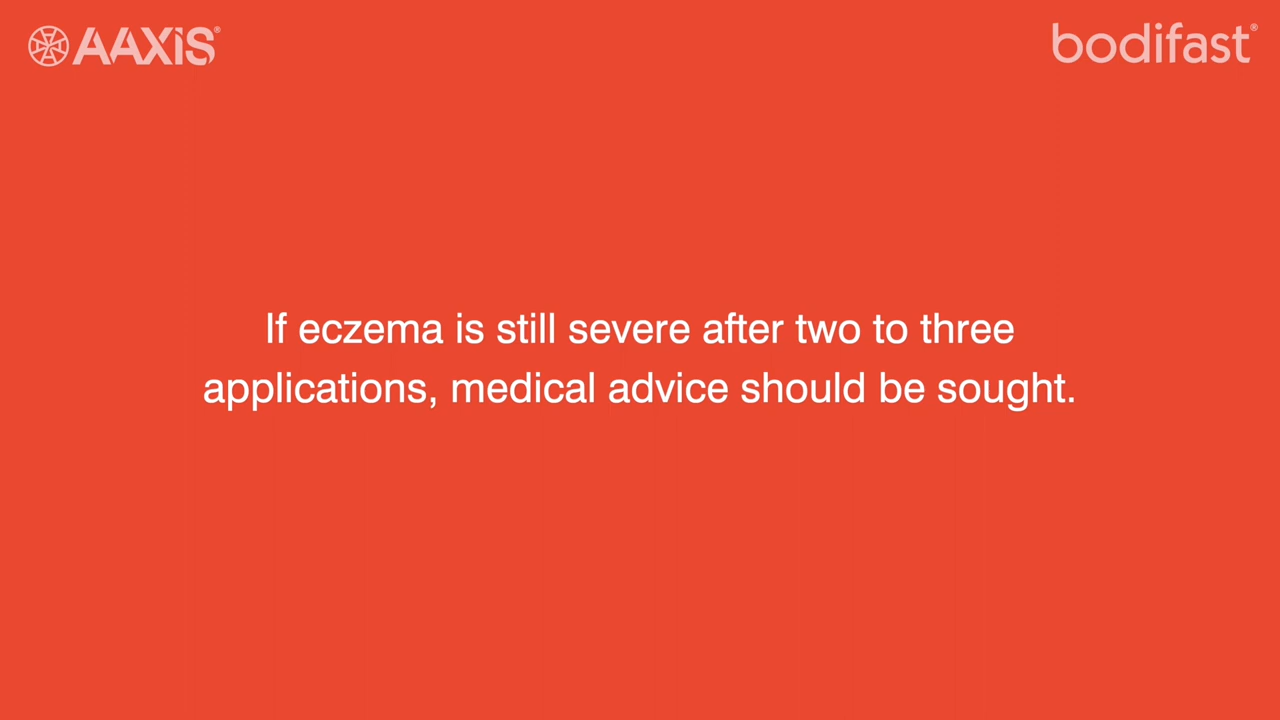 AAXiS®
bodifast®
If eczema is still severe after two to three
applications, medical advice should be sought.